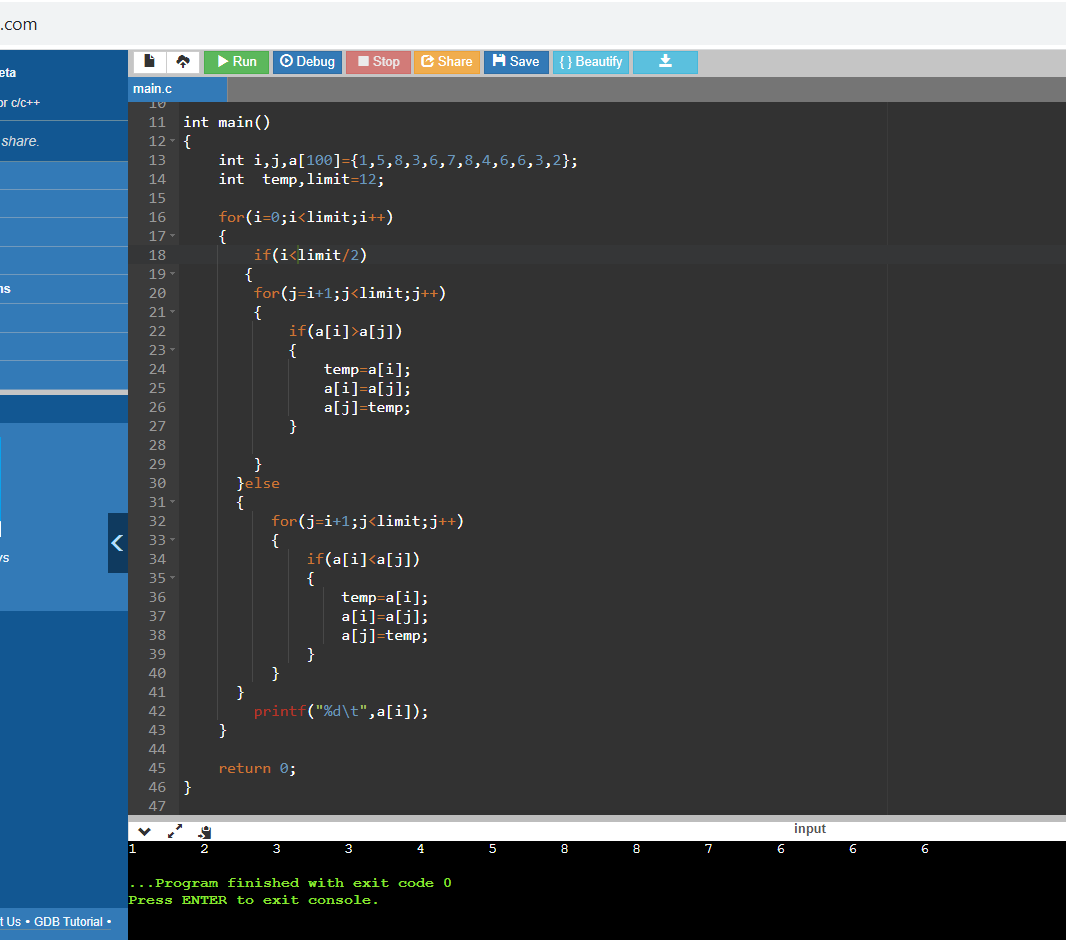 .com
eta
or c/c++
share.
ns
ys
t Us • GDB Tutorial •
Run Debug Stop Share Save { } Beautify
main.c
10
11 int main()
12 {
13 int i,j,a[100]={1,5,8,3,6,7,8,4,6,6,3,2};
14 int  temp,limit=12;
15
16 for(i=0;i<limit;i++)
17 {
18 if(i<limit/2)
19 {
20 for(j=i+1;j<limit;j++)
21 {
22 if(a[i]>a[j])
23 {
24 temp=a[i];
25 a[i]=a[j];
26 a[j]=temp;
27 }
28
29 }
30 }else
31 {
32 for(j=i+1;j<limit;j++)
33 {
34 if(a[i]<a[j])
35 {
36 temp=a[i];
37 a[i]=a[j];
38 a[j]=temp;
39 }
40 }
41 }
42 printf("%d\t",a[i]);
43 }
44
45 return 0;
46 }
47
input
1 2 3 3 4 5 8 8 7 6 6 6
...Program finished with exit code 0
Press ENTER to exit console.